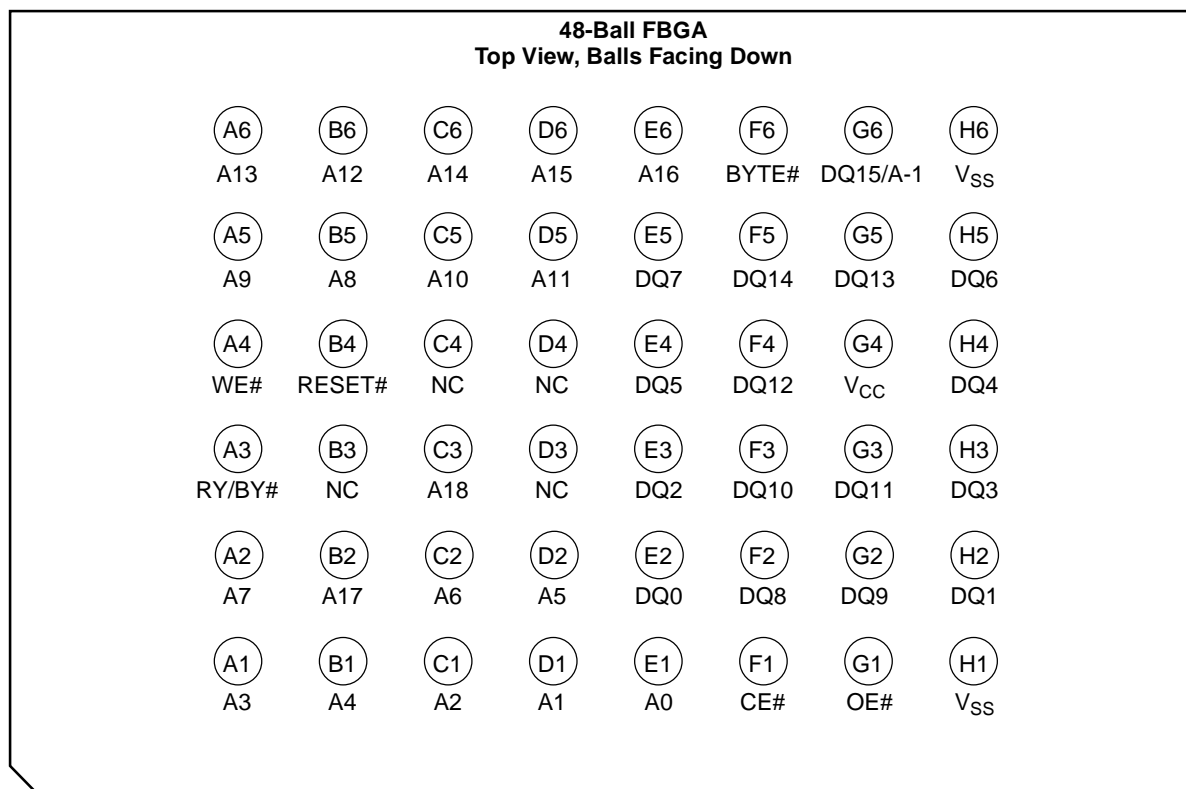 48-Ball FBGA
Top View, Balls Facing Down
A6 B6 C6 D6 E6 F6 G6 H6
A13 A12 A14 A15 A16 BYTE# DQ15/A-1 VSS
A5 B5 C5 D5 E5 F5 G5 H5
A9 A8 A10 A11 DQ7 DQ14 DQ13 DQ6
A4 B4 C4 D4 E4 F4 G4 H4
WE# RESET# NC NC DQ5 DQ12 VCC DQ4
A3 B3 C3 D3 E3 F3 G3 H3
RY/BY# NC A18 NC DQ2 DQ10 DQ11 DQ3
A2 B2 C2 D2 E2 F2 G2 H2
A7 A17 A6 A5 DQ0 DQ8 DQ9 DQ1
A1 B1 C1 D1 E1 F1 G1 H1
A3 A4 A2 A1 A0 CE# OE# VSS